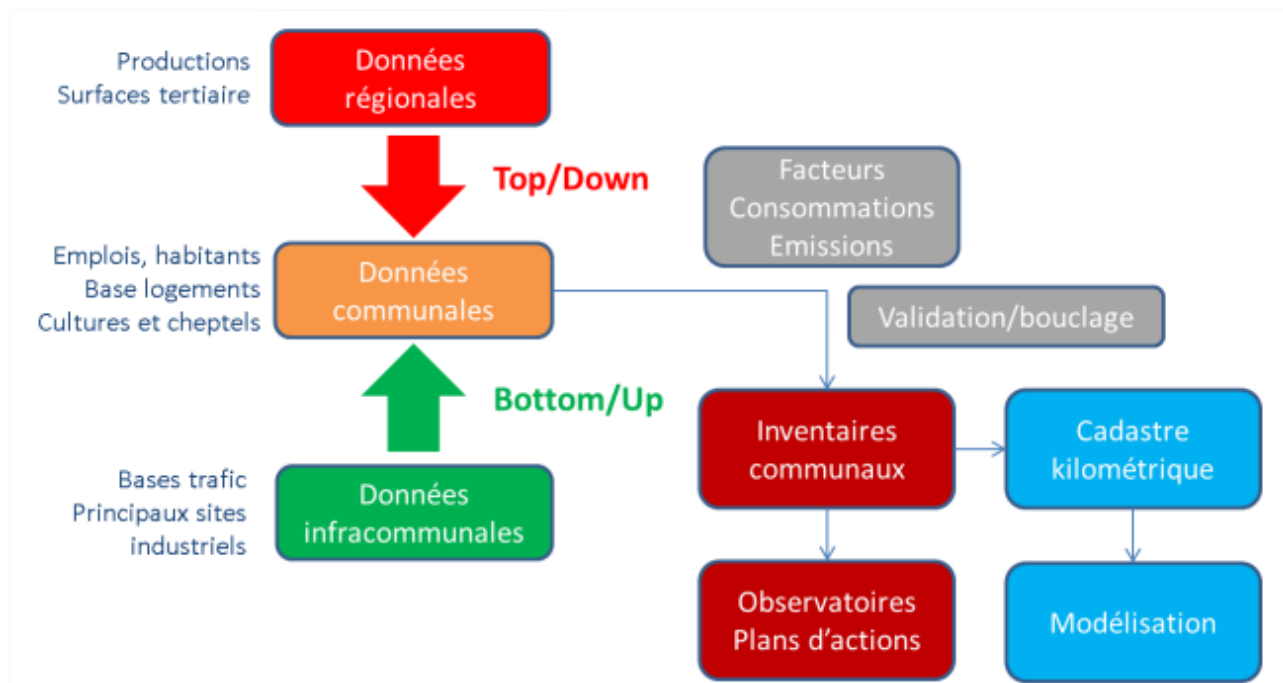 Productions
Surfaces tertiaire
Données
régionales
Top/Down
Facteurs
Consommations
Emissions
Emplois, habitants
Base logements
Cultures et cheptels
Données
communales
Validation/bouclage
Bottom/Up
Inventaires
communaux
Cadastre
kilométrique
Bases trafic
Principaux sites
industriels
Données
infracommunales
Observatoires
Plans d’actions
Modélisation